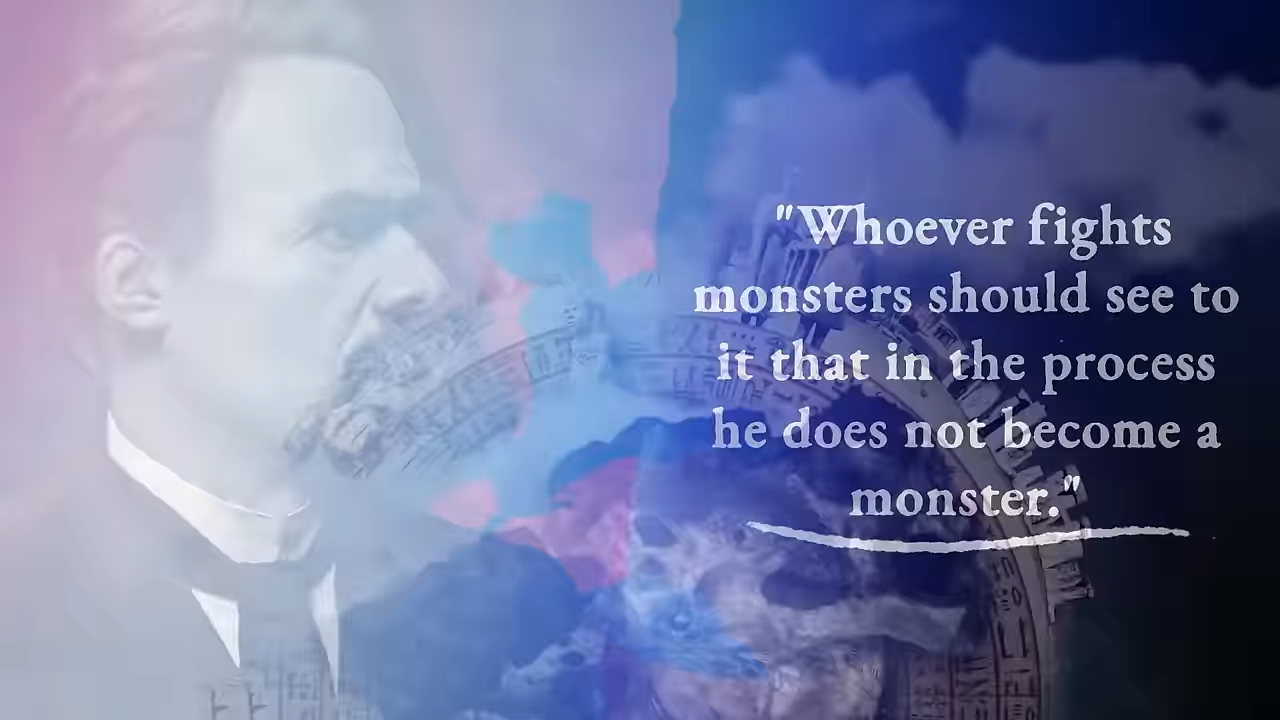 "Whoever fights
monsters should see to
it that in the process
he does not become a
monster."